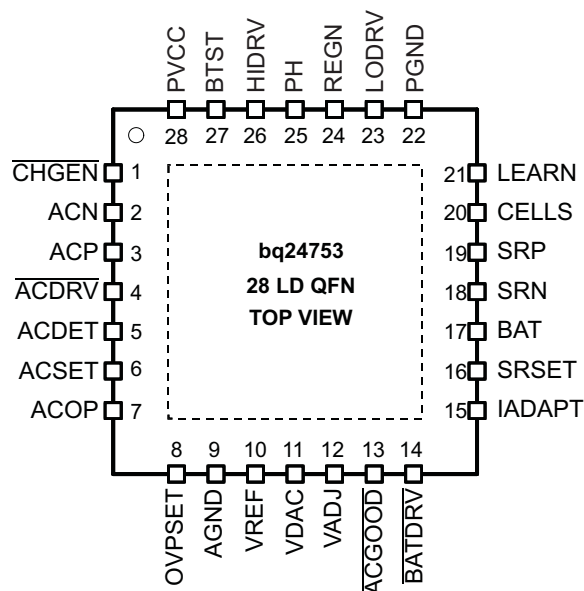 PVCC
BTST
HIDRV
PH
REGN
LODRV
PGND
28 27 26 25 24 23 22
CHGEN 1
ACN 2
ACP 3
ACDRV 4
ACDET 5
ACSET 6
ACOP 7
bq24753
28 LD QFN
TOP VIEW
21 LEARN
20 CELLS
19 SRP
18 SRN
17 BAT
16 SRSET
15 IADAPT
8 9 10 11 12 13 14
OVPSET
AGND
VREF
VDAC
VADJ
ACGOOD
BATDRV